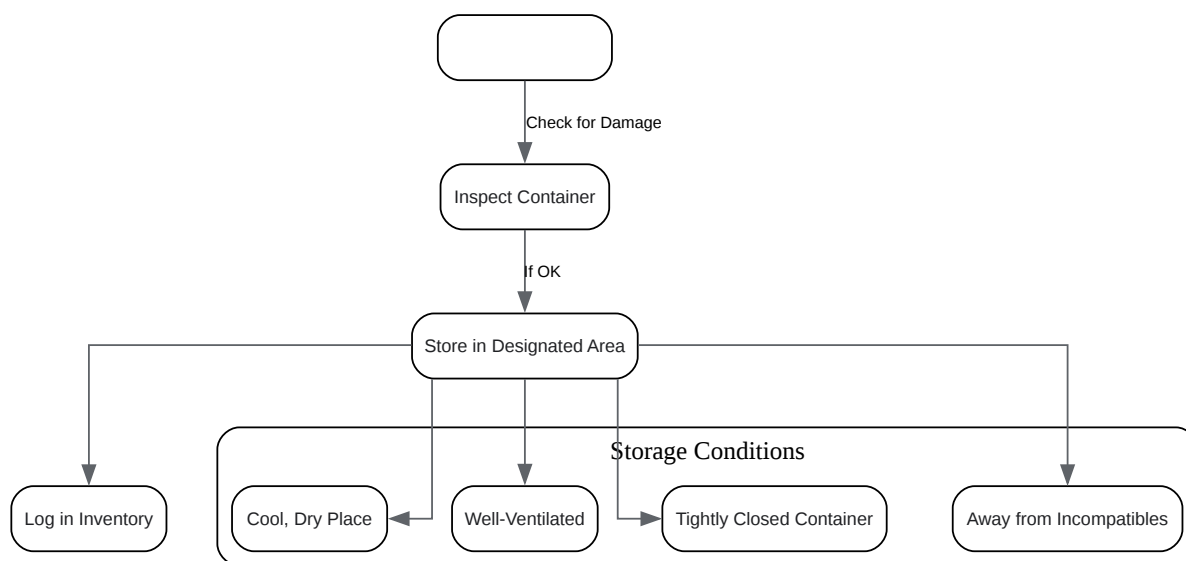 Check for Damage
Inspect Container
If OK
Store in Designated Area
Storage Conditions
Log in Inventory
Cool, Dry Place
Well-Ventilated
Tightly Closed Container
Away from Incompatibles